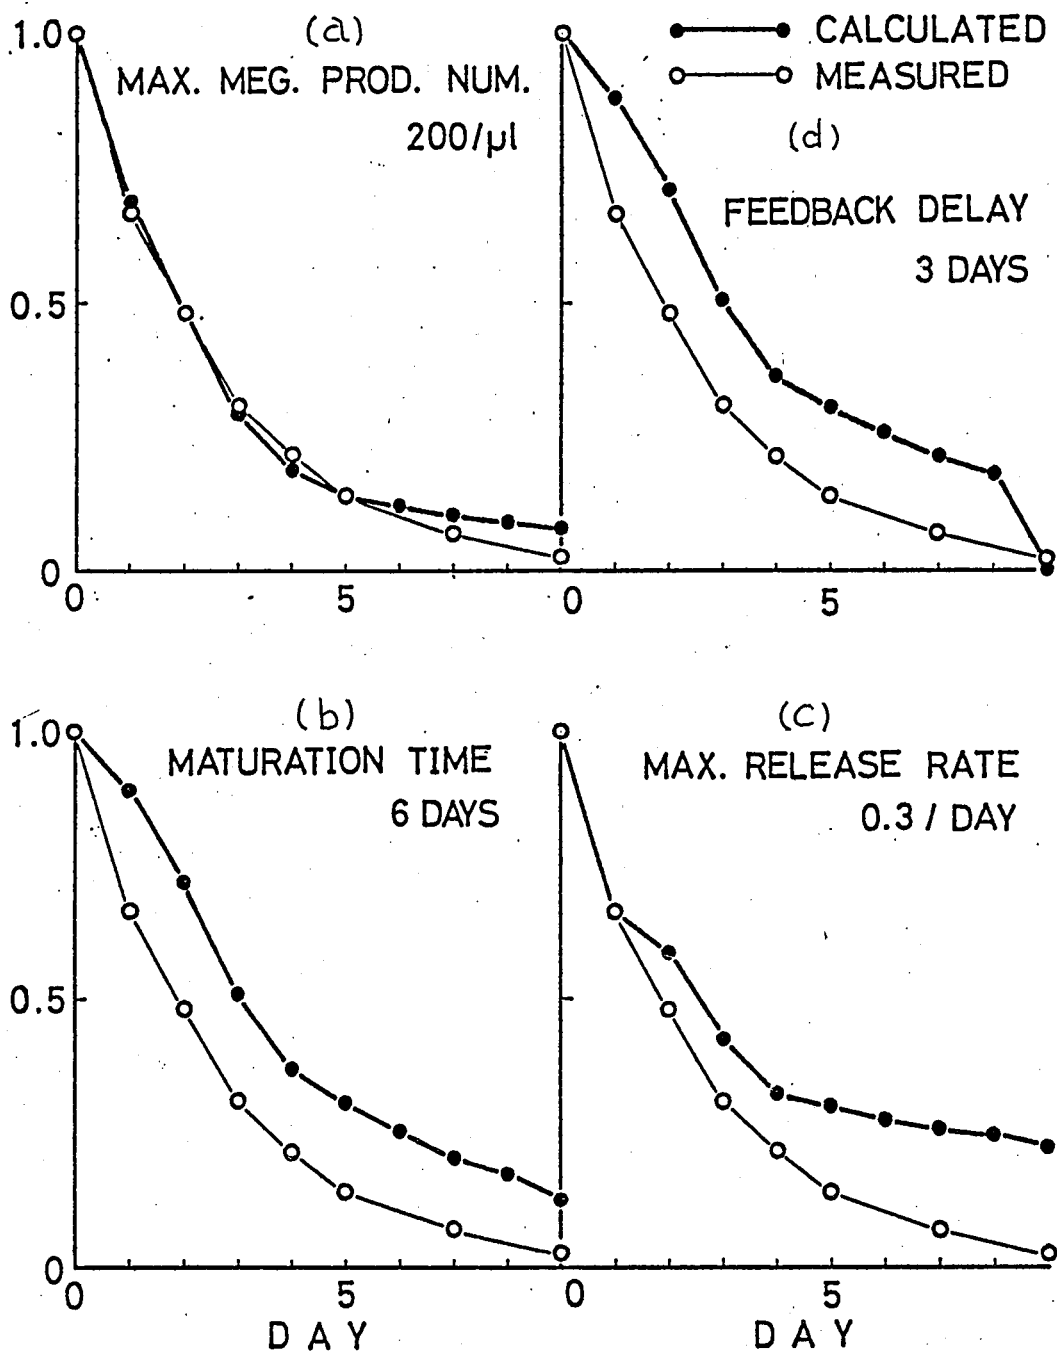 1.0
(a)
MAX. MEG. PROD. NUM.
200/µl
0.5
0
0
5
CALCULATED
MEASURED
(d)
FEEDBACK DELAY
3 DAYS
0
5
1.0
(b)
MATURATION TIME
6 DAYS
0.5
0
0
5
DAY
(c)
MAX. RELEASE RATE
0.3 / DAY
0
5
DAY